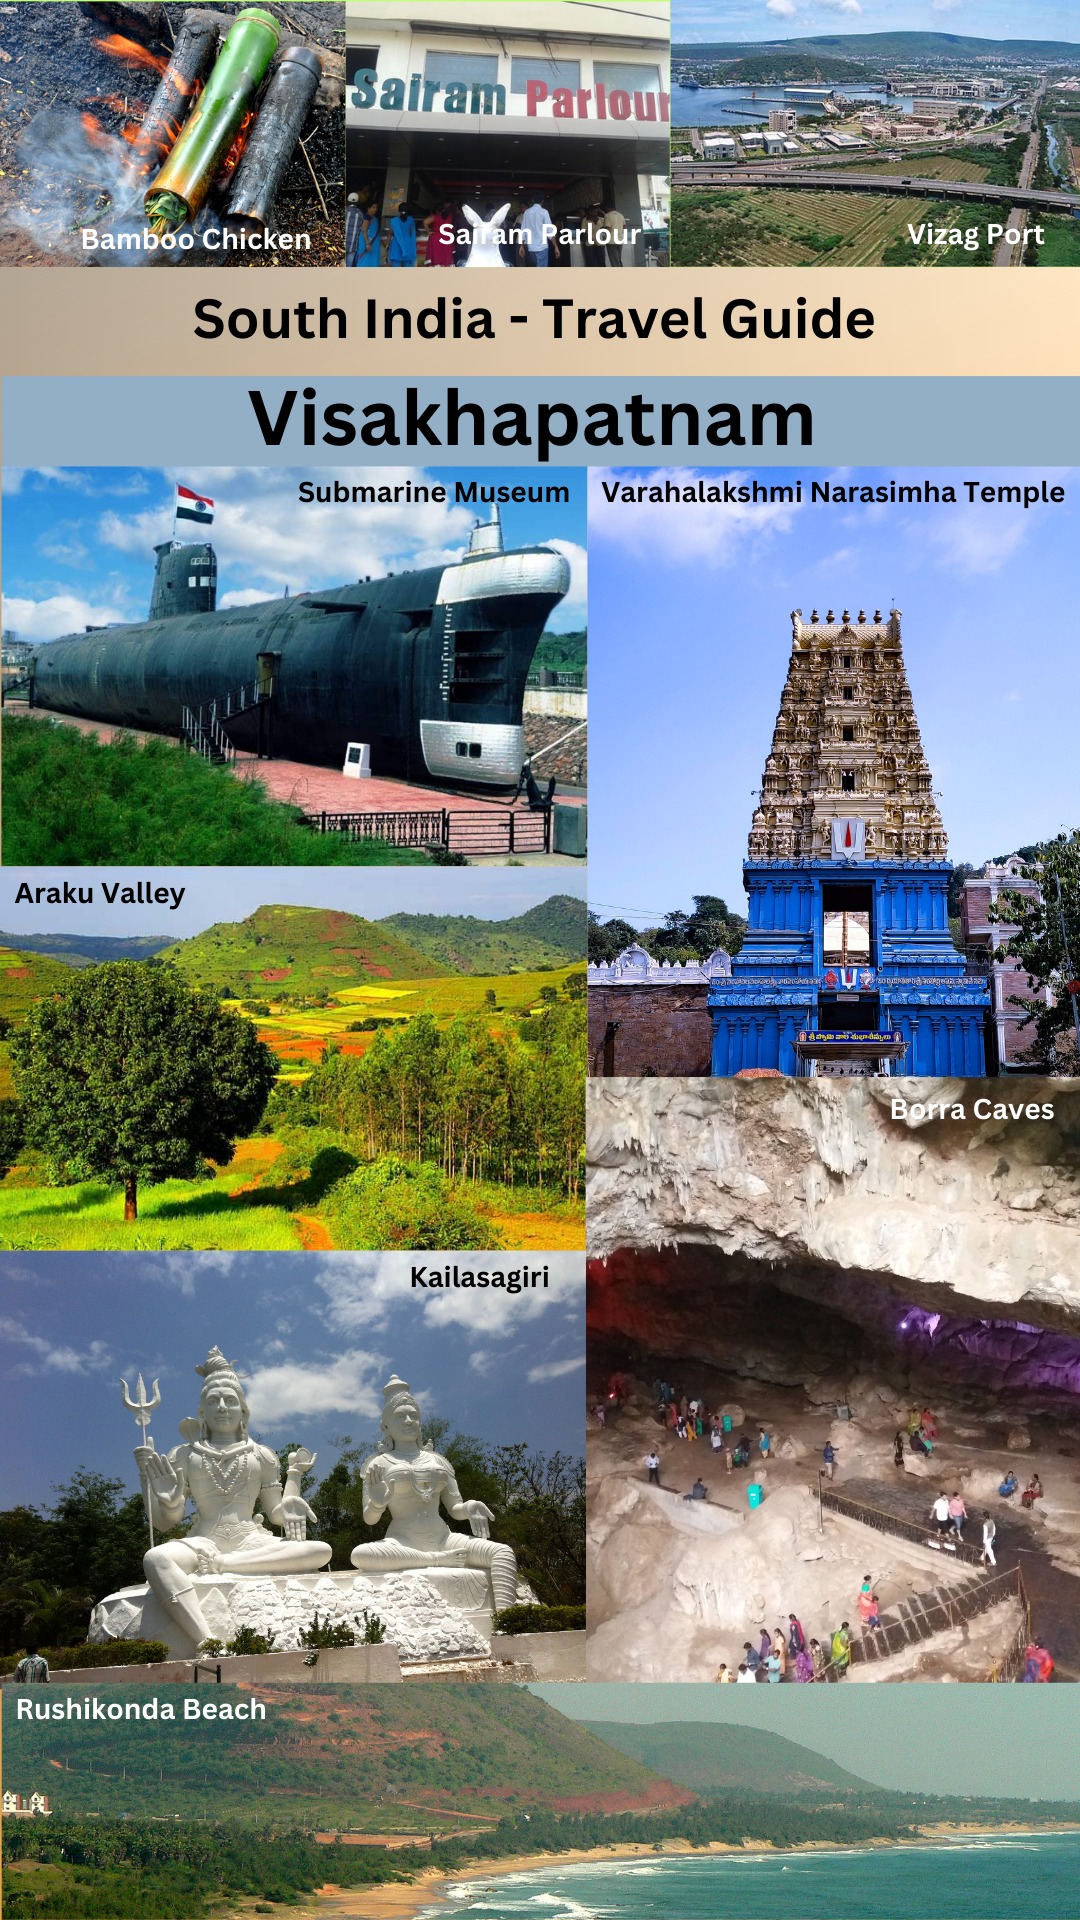 Sairam Parlour
Bamboo Chicken
Sairam Parlour
Vizag Port
South India - Travel Guide
Visakhapatnam
Submarine Museum
Varahalakshmi Narasimha Temple
Araku Valley
శ్రీ స్వామి వారి శుభాశీస్సులు
Borra Caves
Kailasagiri
Rushikonda Beach